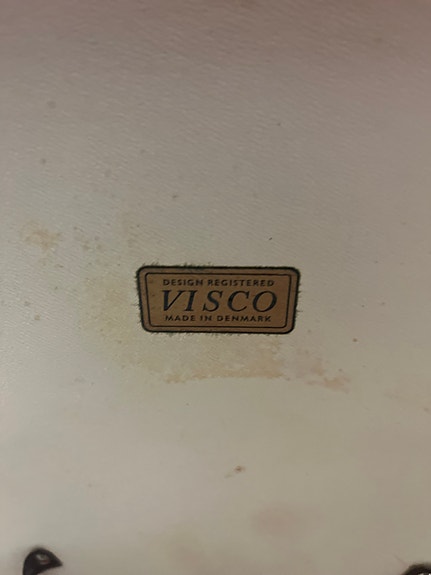 DESIGN REGISTERED
VISCO
MADE IN DENMARK